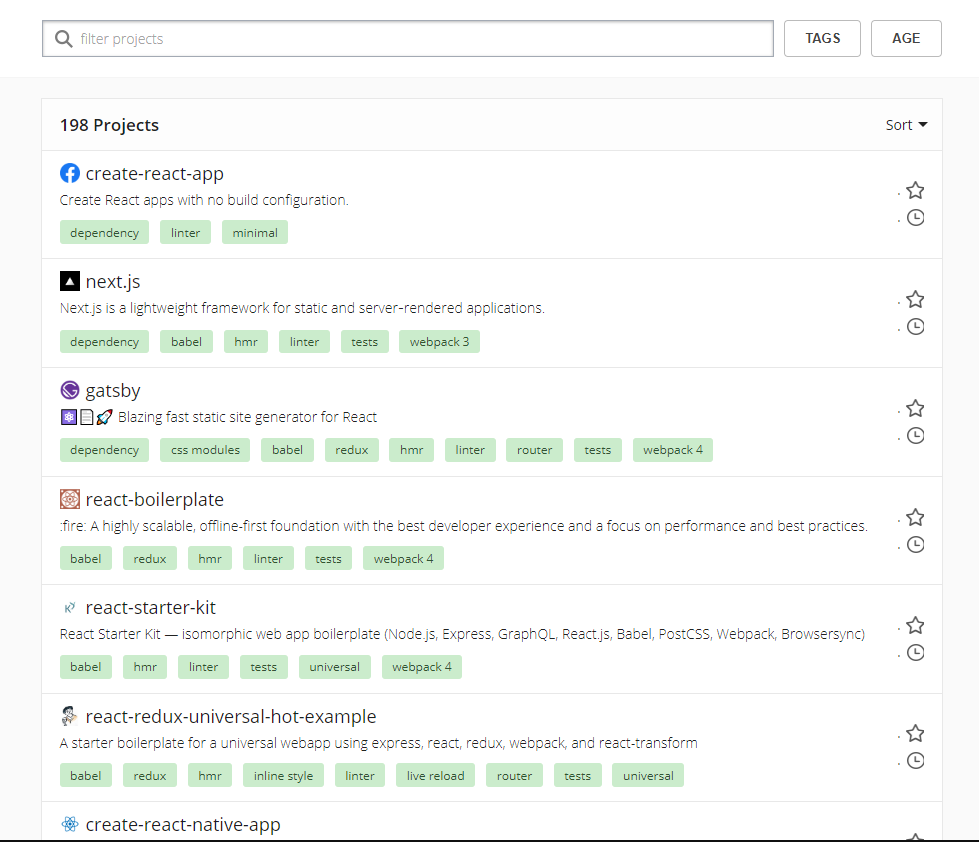 filter projects
TAGS
AGE
198 Projects
Sort
create-react-app
Create React apps with no build configuration.
dependency linter minimal
next.js
Next.js is a lightweight framework for static and server-rendered applications.
dependency babel hmr linter tests webpack 3
gatsby
⚛️📄🚀 Blazing fast static site generator for React
dependency css modules babel redux hmr linter router tests webpack 4
react-boilerplate
:fire: A highly scalable, offline-first foundation with the best developer experience and a focus on performance and best practices.
babel redux hmr linter tests webpack 4
react-starter-kit
React Starter Kit — isomorphic web app boilerplate (Node.js, Express, GraphQL, React.js, Babel, PostCSS, Webpack, Browsersync)
babel hmr linter tests universal webpack 4
react-redux-universal-hot-example
A starter boilerplate for a universal webapp using express, react, redux, webpack, and react-transform
babel redux hmr inline style linter live reload router tests universal
create-react-native-app